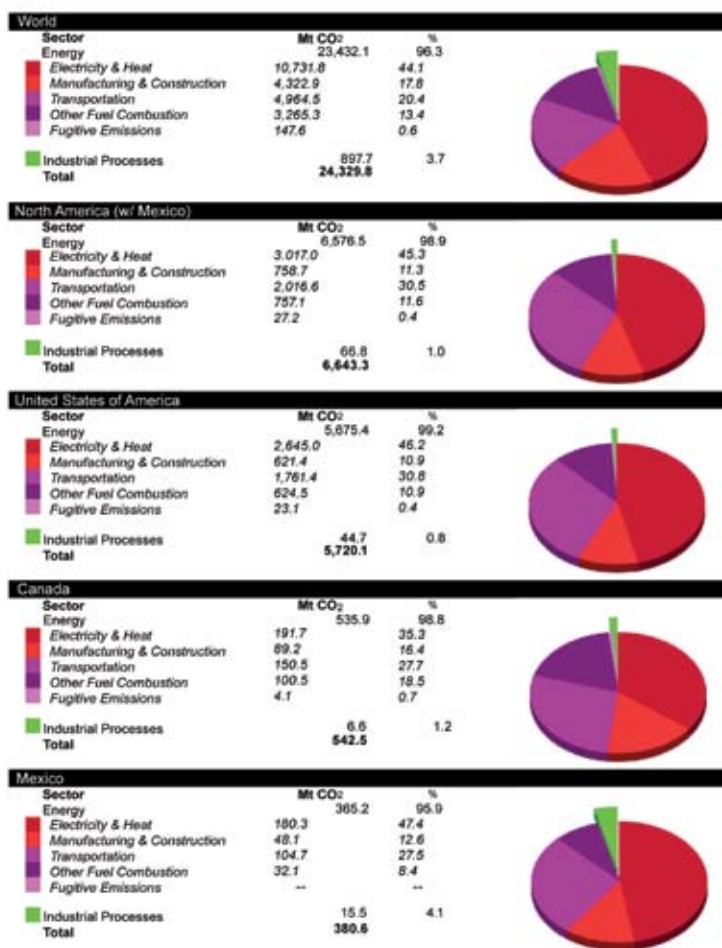 World
Sector Mt CO2 %
Energy 23,432.1 96.3
Electricity & Heat 10,731.8 44.1
Manufacturing & Construction 4,322.9 17.8
Transportation 4,964.5 20.4
Other Fuel Combustion 3,265.3 13.4
Fugitive Emissions 147.6 0.6
Industrial Processes 897.7 3.7
Total 24,329.8
North America (w/ Mexico)
Sector Mt CO2 %
Energy 6,576.5 98.9
Electricity & Heat 3.017.0 45.3
Manufacturing & Construction 758.7 11.3
Transportation 2,016.6 30.5
Other Fuel Combustion 757.1 11.6
Fugitive Emissions 27.2 0.4
Industrial Processes 66.8 1.0
Total 6,643.3
United States of America
Sector Mt CO2 %
Energy 5,675.4 99.2
Electricity & Heat 2,645.0 46.2
Manufacturing & Construction 621.4 10.9
Transportation 1,761.4 30.8
Other Fuel Combustion 624.5 10.9
Fugitive Emissions 23.1 0.4
Industrial Processes 44.7 0.8
Total 5,720.1
Canada
Sector Mt CO2 %
Energy 535.9 98.8
Electricity & Heat 191.7 35.3
Manufacturing & Construction 89.2 16.4
Transportation 150.5 27.7
Other Fuel Combustion 100.5 18.5
Fugitive Emissions 4.1 0.7
Industrial Processes 6.6 1.2
Total 542.5
Mexico
Sector Mt CO2 %
Energy 365.2 95.9
Electricity & Heat 180.3 47.4
Manufacturing & Construction 48.1 12.6
Transportation 104.7 27.5
Other Fuel Combustion 32.1 8.4
Fugitive Emissions -- --
Industrial Processes 15.5 4.1
Total 380.6